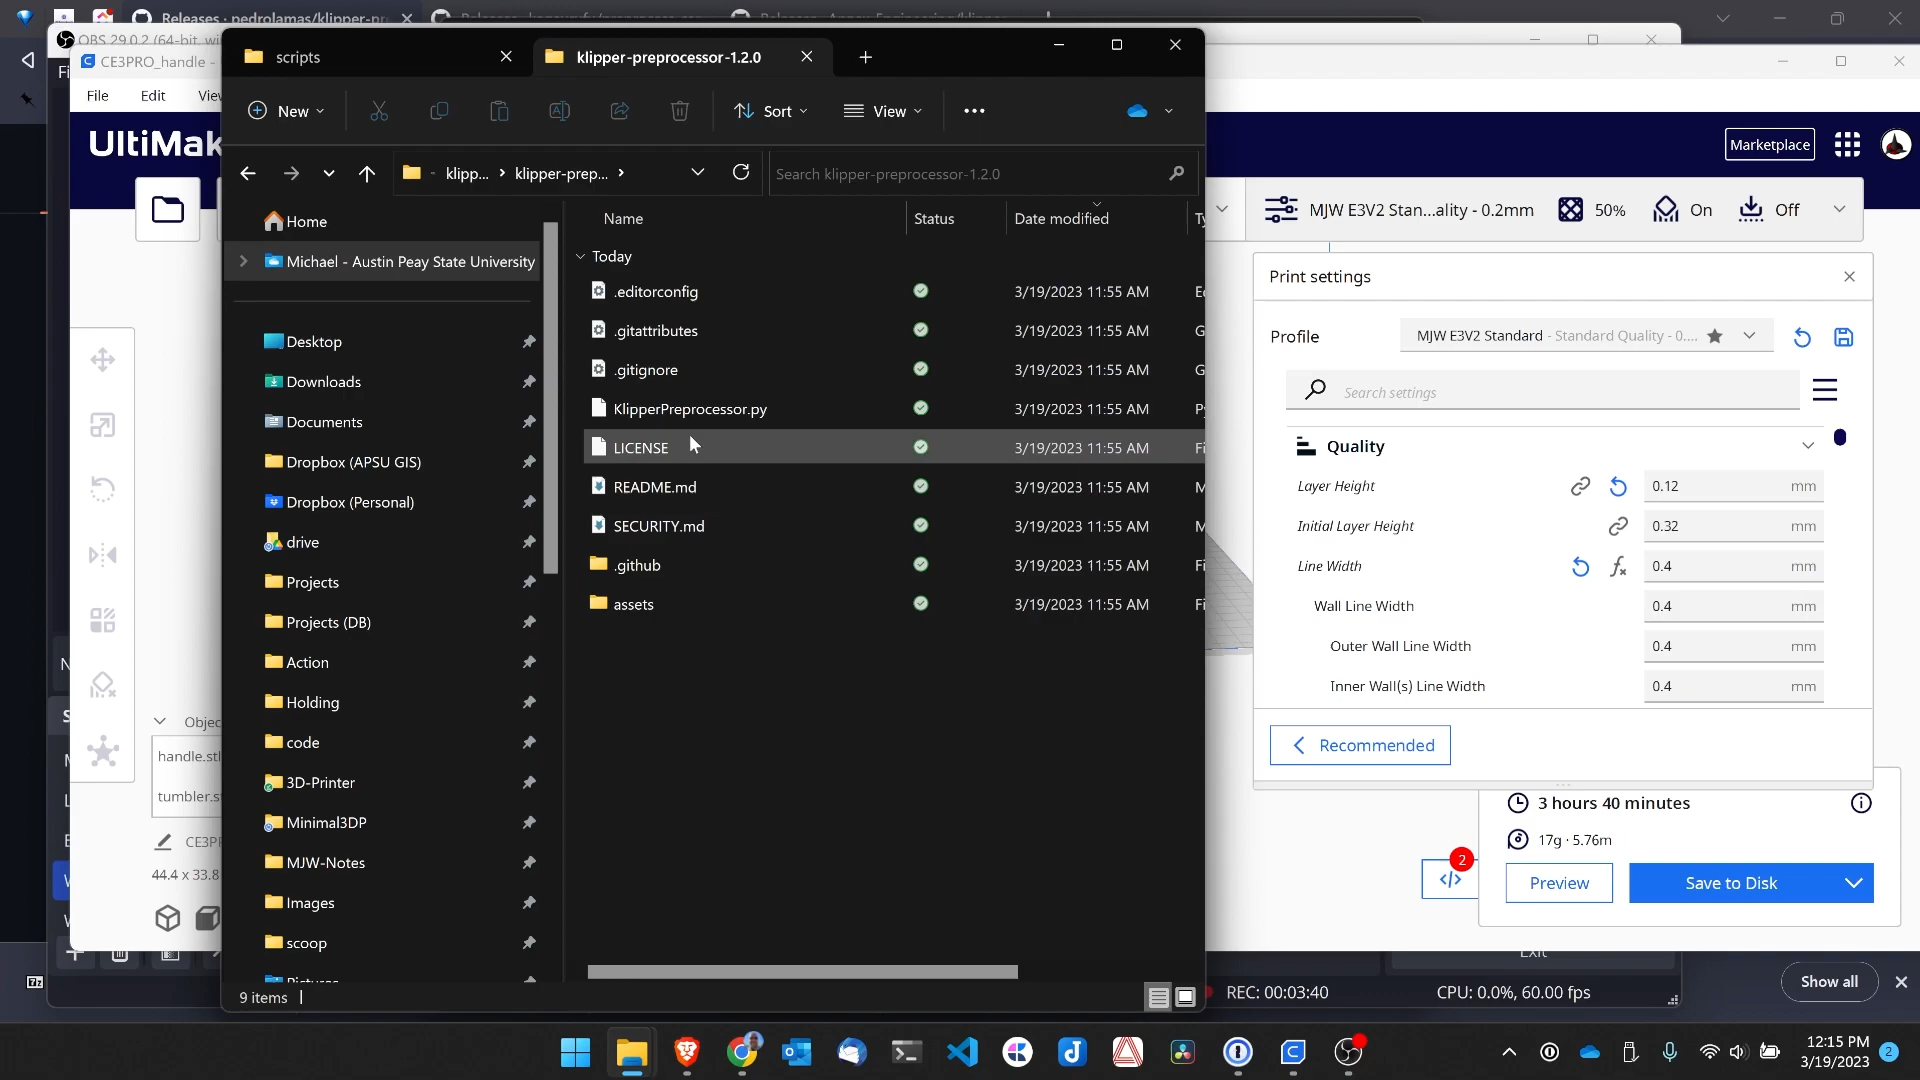 Releases · pedrolamas/klipper-pr
OBS 29.0.2 (64-bit, wi
CE3PRO_handle -
File Edit View
UltiMak
scripts
klipper-preprocessor-1.2.0
New
Sort
View
klipp... klipper-prep...
Search klipper-preprocessor-1.2.0
Marketplace
Home
Michael - Austin Peay State University
Desktop
Downloads
Documents
Dropbox (APSU GIS)
Dropbox (Personal)
drive
Projects
Projects (DB)
Action
Holding
code
3D-Printer
Minimal3DP
MJW-Notes
Images
scoop
Pictures
Name Status Date modified Ty
Today
.editorconfig 3/19/2023 11:55 AM
.gitattributes 3/19/2023 11:55 AM
.gitignore 3/19/2023 11:55 AM
KlipperPreprocessor.py 3/19/2023 11:55 AM
LICENSE 3/19/2023 11:55 AM
README.md 3/19/2023 11:55 AM
SECURITY.md 3/19/2023 11:55 AM
.github 3/19/2023 11:55 AM
assets 3/19/2023 11:55 AM
9 items
Objec
handle.stl
tumbler.s
CE3PR
44.4 x 33.8
MJW E3V2 Stan...ality - 0.2mm 50% On Off
Print settings
Profile MJW E3V2 Standard - Standard Quality - 0....
Search settings
Quality
Layer Height 0.12 mm
Initial Layer Height 0.32 mm
Line Width 0.4 mm
Wall Line Width 0.4 mm
Outer Wall Line Width 0.4 mm
Inner Wall(s) Line Width 0.4 mm
Recommended
3 hours 40 minutes
17g · 5.76m
2
Preview Save to Disk
Exit
REC: 00:03:40 CPU: 0.0%, 60.00 fps
Show all
12:15 PM
3/19/2023
2